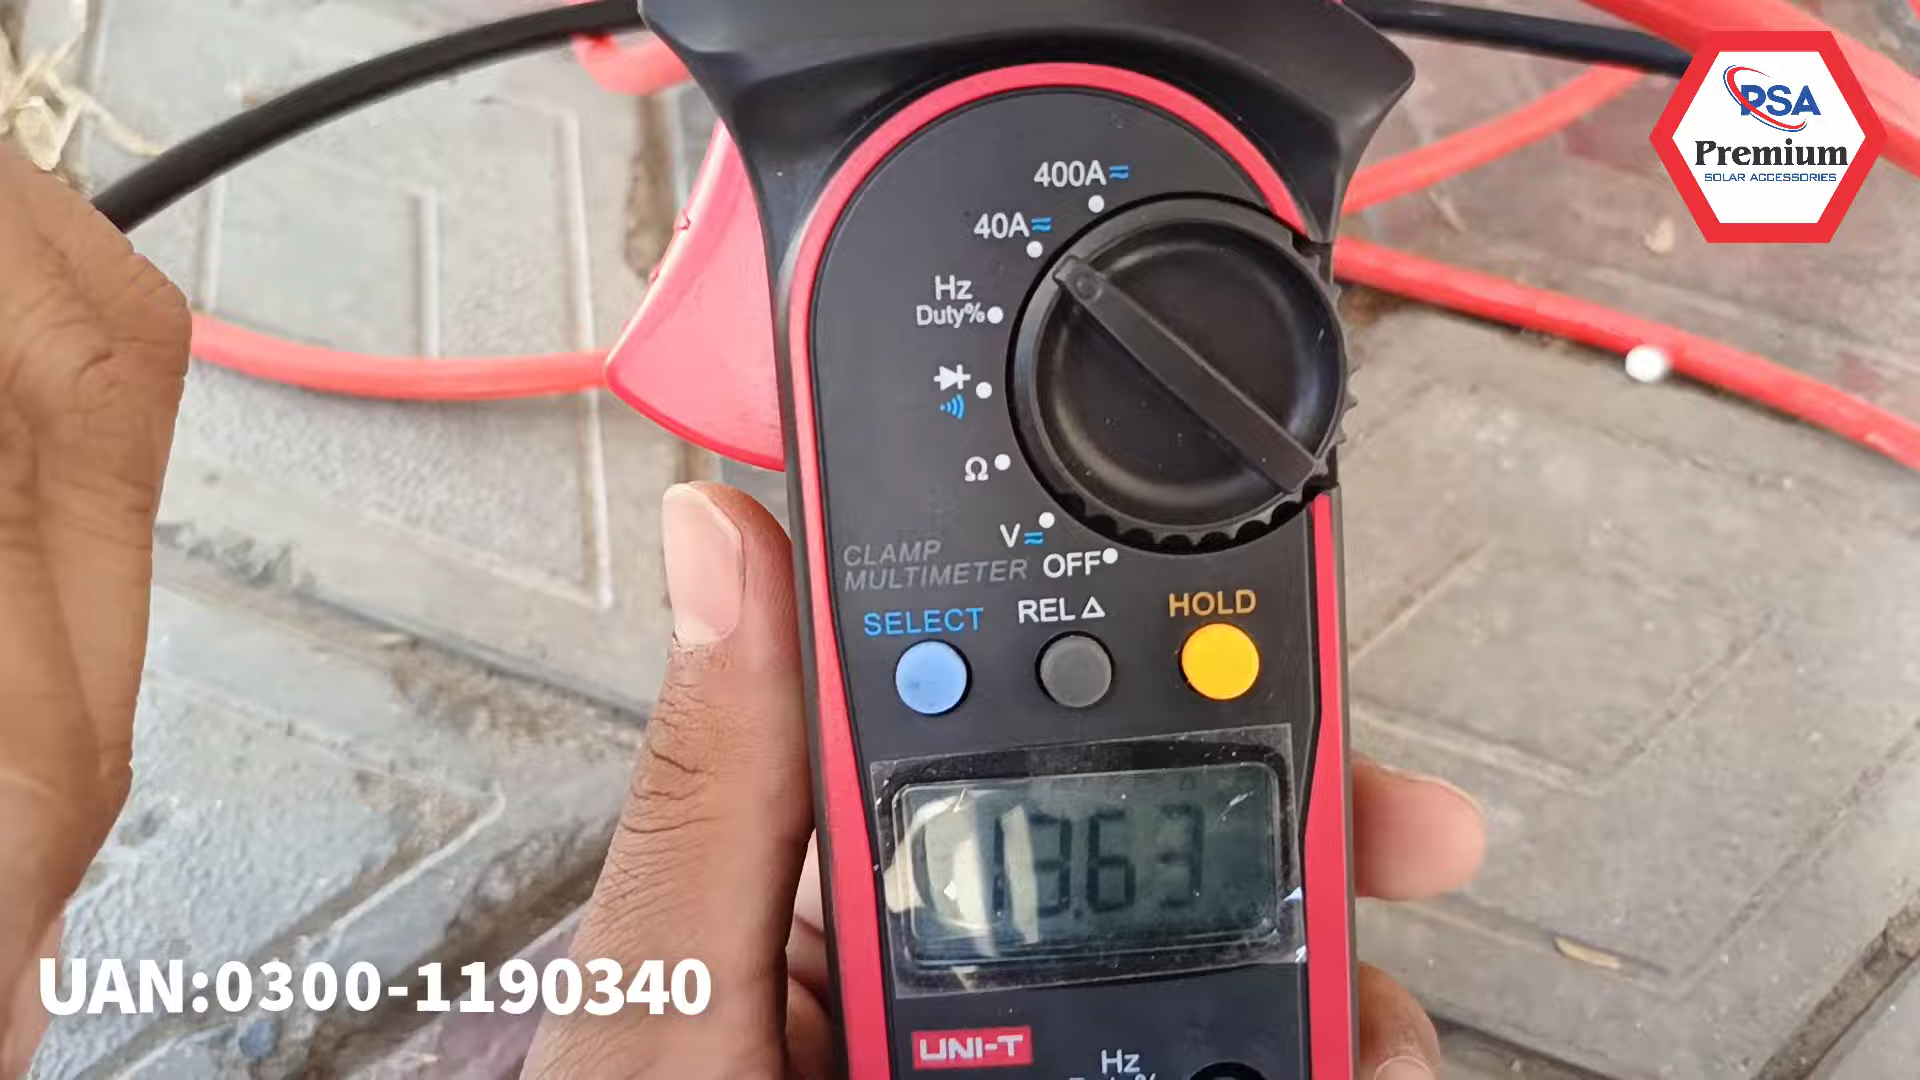 PSA
Premium
SOLAR ACCESSORIES
400A
40A
Hz
Duty%
Ω
V
OFF
CLAMP
MULTIMETER
SELECT
REL Δ
HOLD
13.63
UAN:0300-1190340
UNI-T
Hz